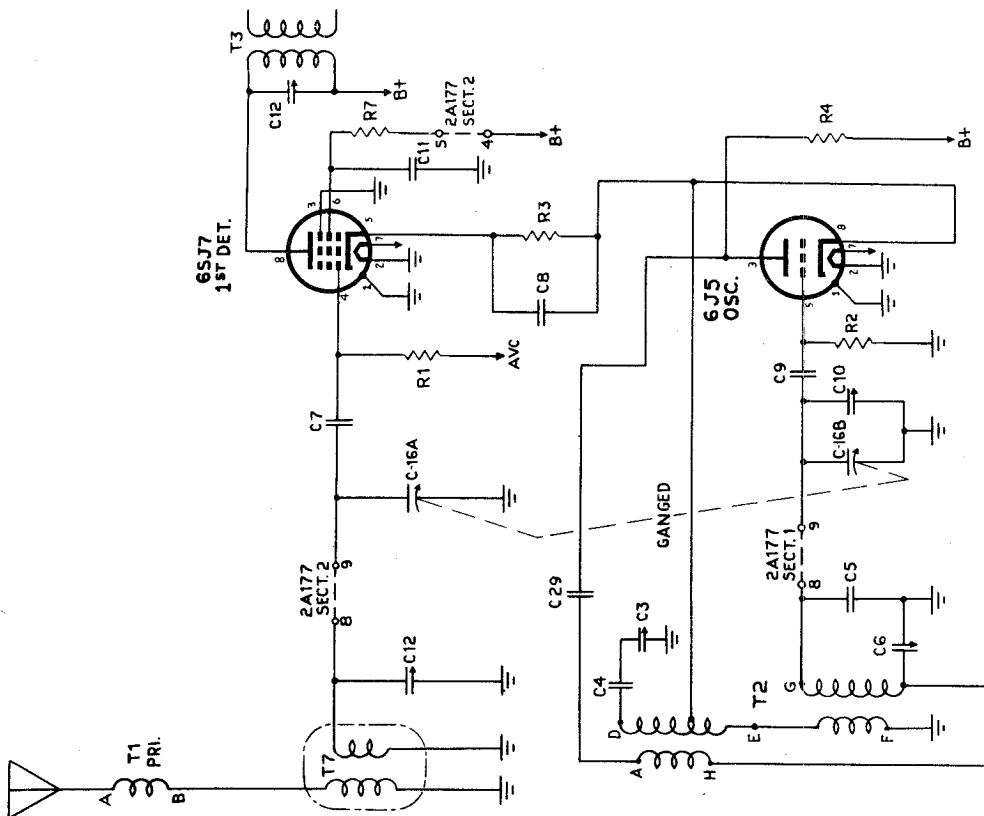 T3
C12
B+
R7
2A177
SECT.2
5
4
B+
C11
6SJ7
1ST DET.
8
3
6
5
7
2
1
4
R3
C8
R4
B+
6J5
OSC.
3
8
7
2
1
5
R1
AVC
C7
C-16A
R2
C9
C10
C-16B
GANGED
2A177
SECT.2
8
9
C29
2A177
SECT.1
8
9
C12
C4
C3
C5
C6
T1
PRI.
A
B
T7
D
E
F
A
H
G
T2